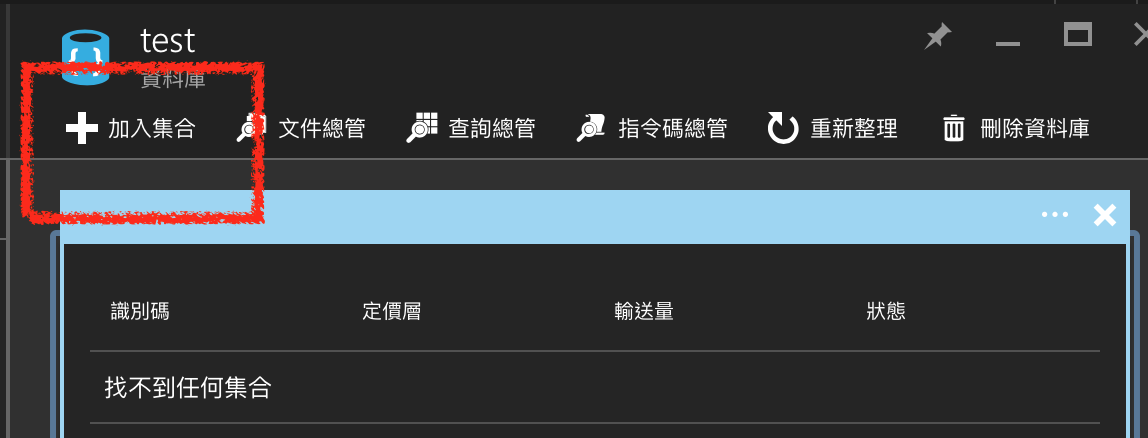 test
資料庫
加入集合 文件總管 查詢總管 指令碼總管 重新整理 刪除資料庫
識別碼 定價層 輸送量 狀態
找不到任何集合